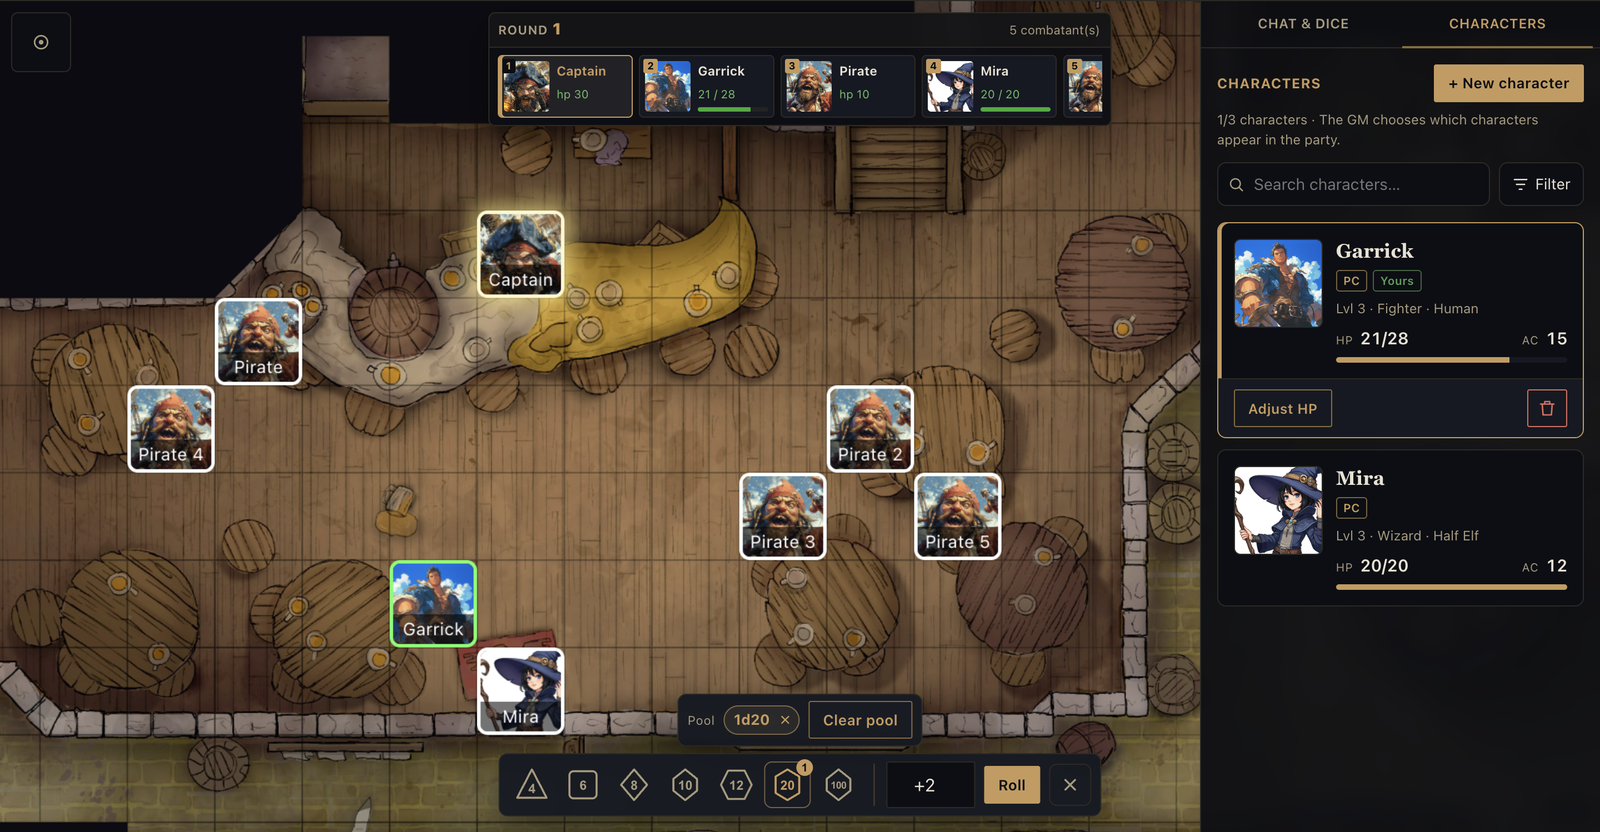 ROUND 1
5 combatant(s)
1
Captain
hp 30
2
Garrick
21 / 28
3
Pirate
hp 10
4
Mira
20 / 20
5
Captain
Pirate
Pirate 4
Pirate 2
Pirate 3
Pirate 5
Garrick
Mira
Pool
1d20 ×
Clear pool
4
6
8
10
12
20
1
100
+2
Roll
CHAT & DICE
CHARACTERS
CHARACTERS
+ New character
1/3 characters · The GM chooses which characters
appear in the party.
Search characters...
Filter
Garrick
PC
Yours
Lvl 3 · Fighter · Human
HP 21/28
AC 15
Adjust HP
Mira
PC
Lvl 3 · Wizard · Half Elf
HP 20/20
AC 12